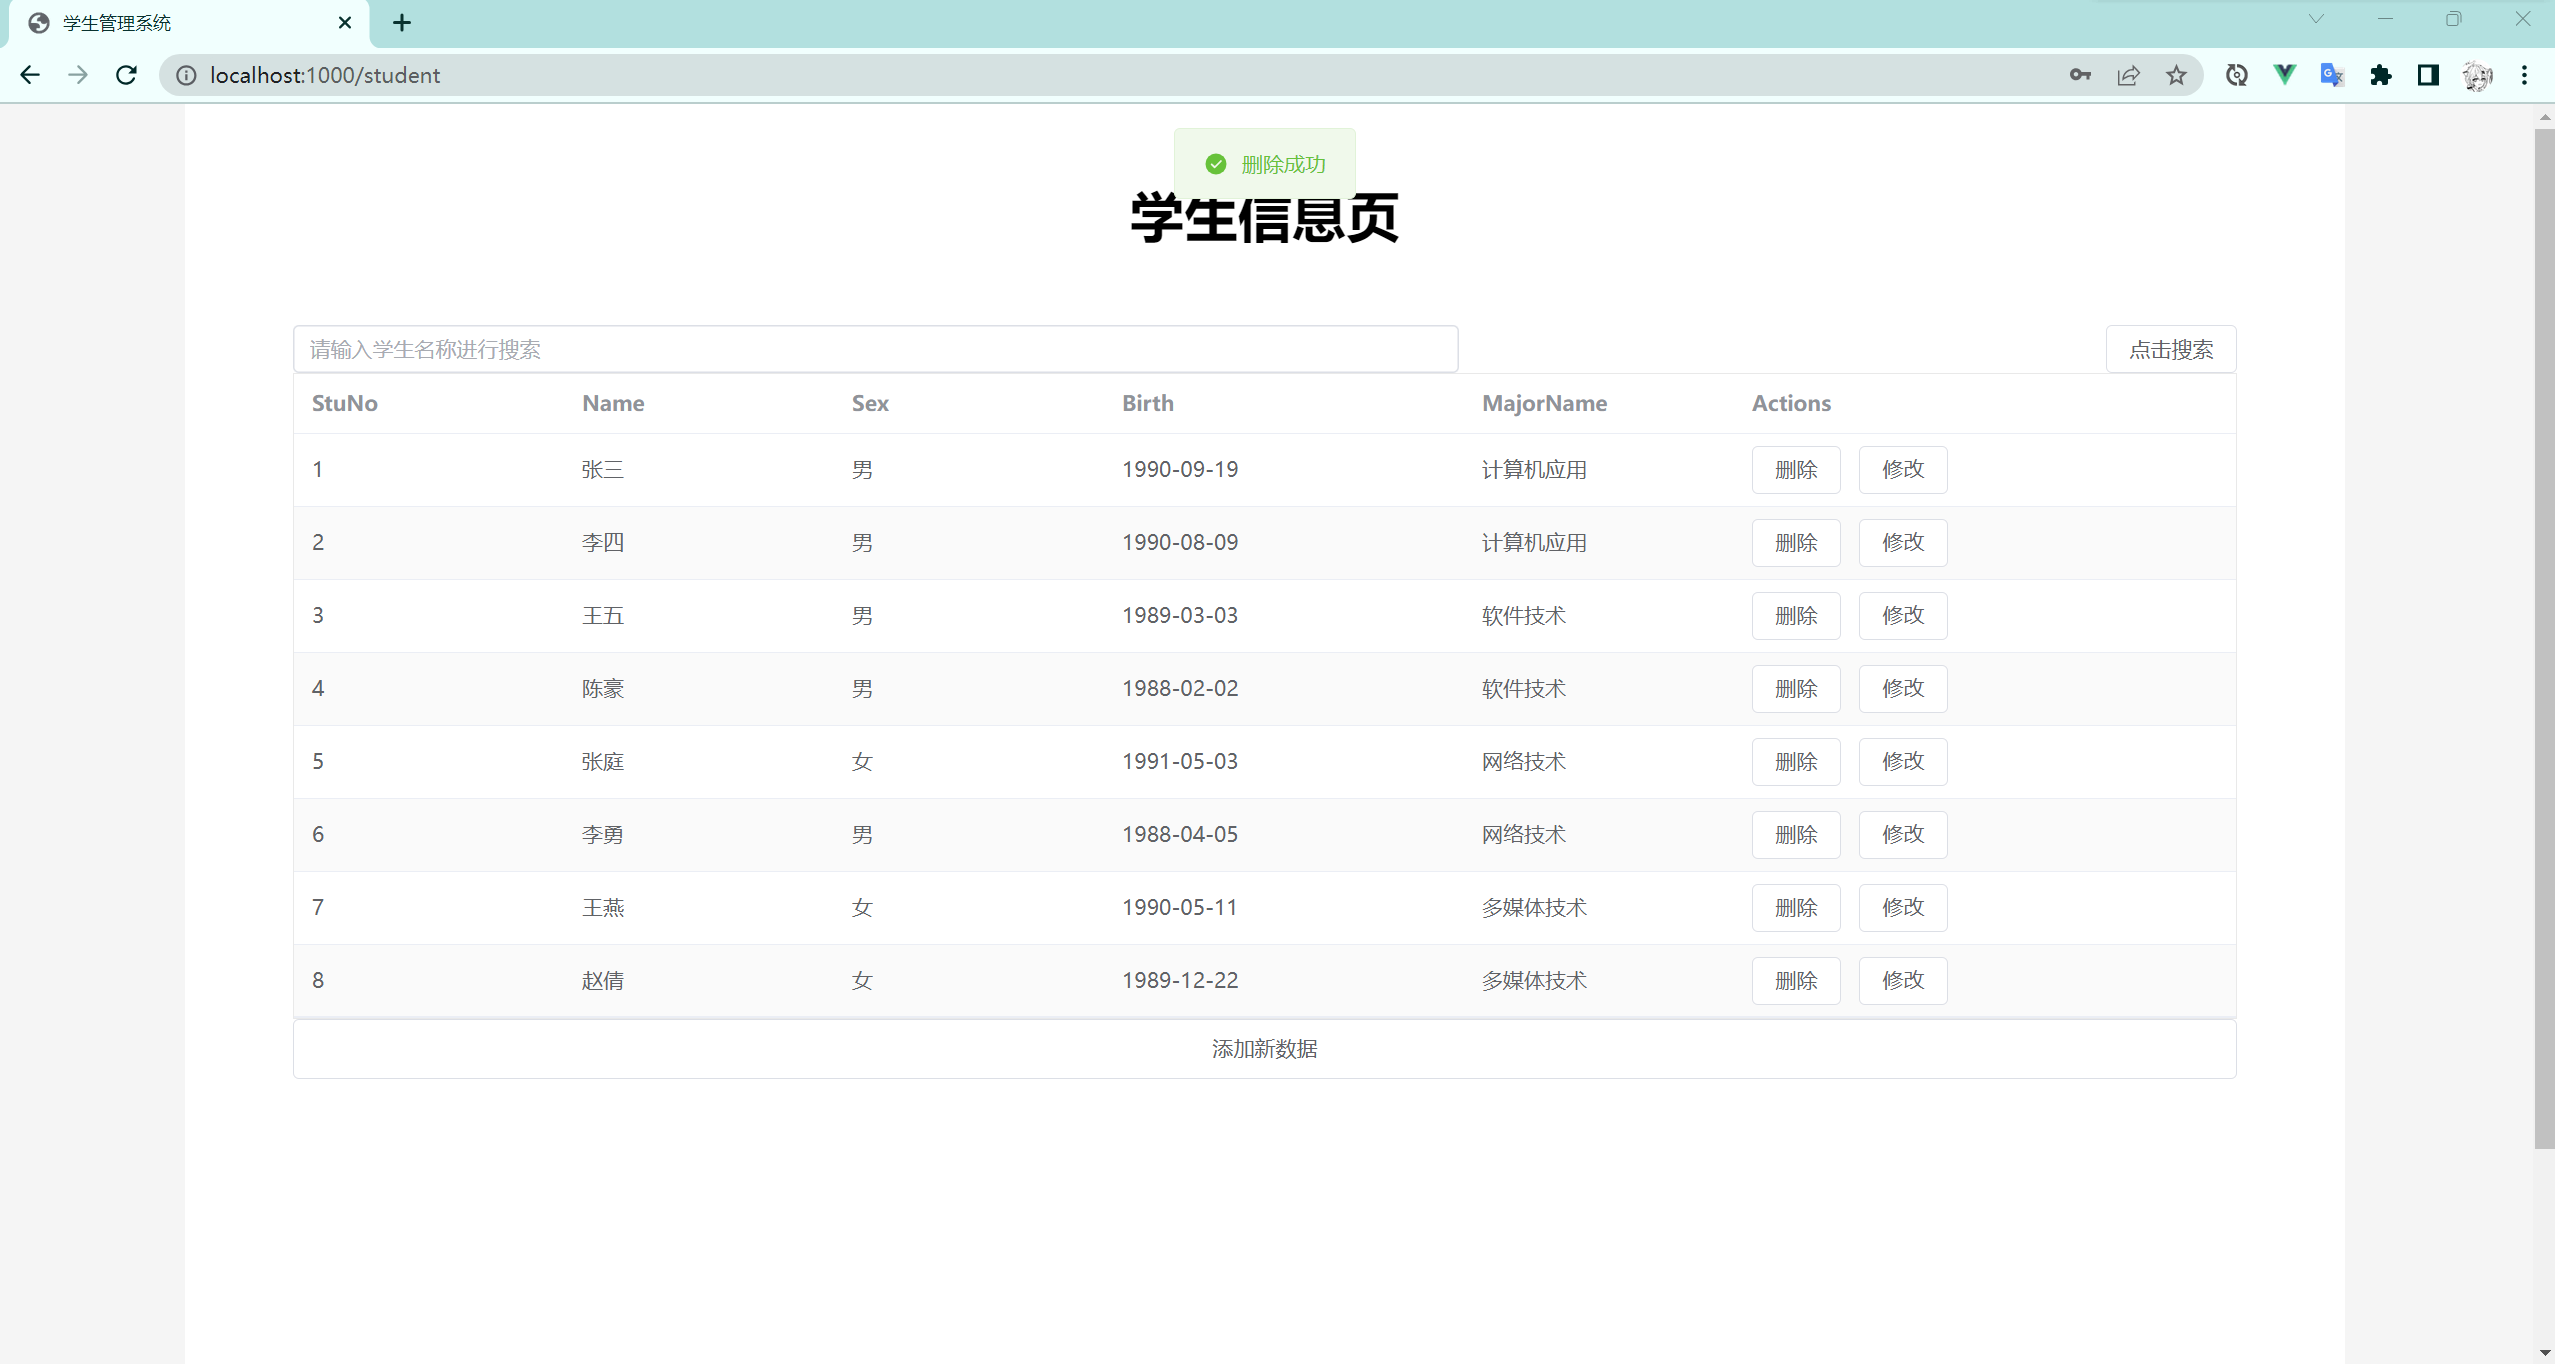 学生管理系统
localhost:1000/student
删除成功
学生信息页
请输入学生名称进行搜索 点击搜索
StuNo Name Sex Birth MajorName Actions
1 张三 男 1990-09-19 计算机应用 删除 修改
2 李四 男 1990-08-09 计算机应用 删除 修改
3 王五 男 1989-03-03 软件技术 删除 修改
4 陈豪 男 1988-02-02 软件技术 删除 修改
5 张庭 女 1991-05-03 网络技术 删除 修改
6 李勇 男 1988-04-05 网络技术 删除 修改
7 王燕 女 1990-05-11 多媒体技术 删除 修改
8 赵倩 女 1989-12-22 多媒体技术 删除 修改
添加新数据